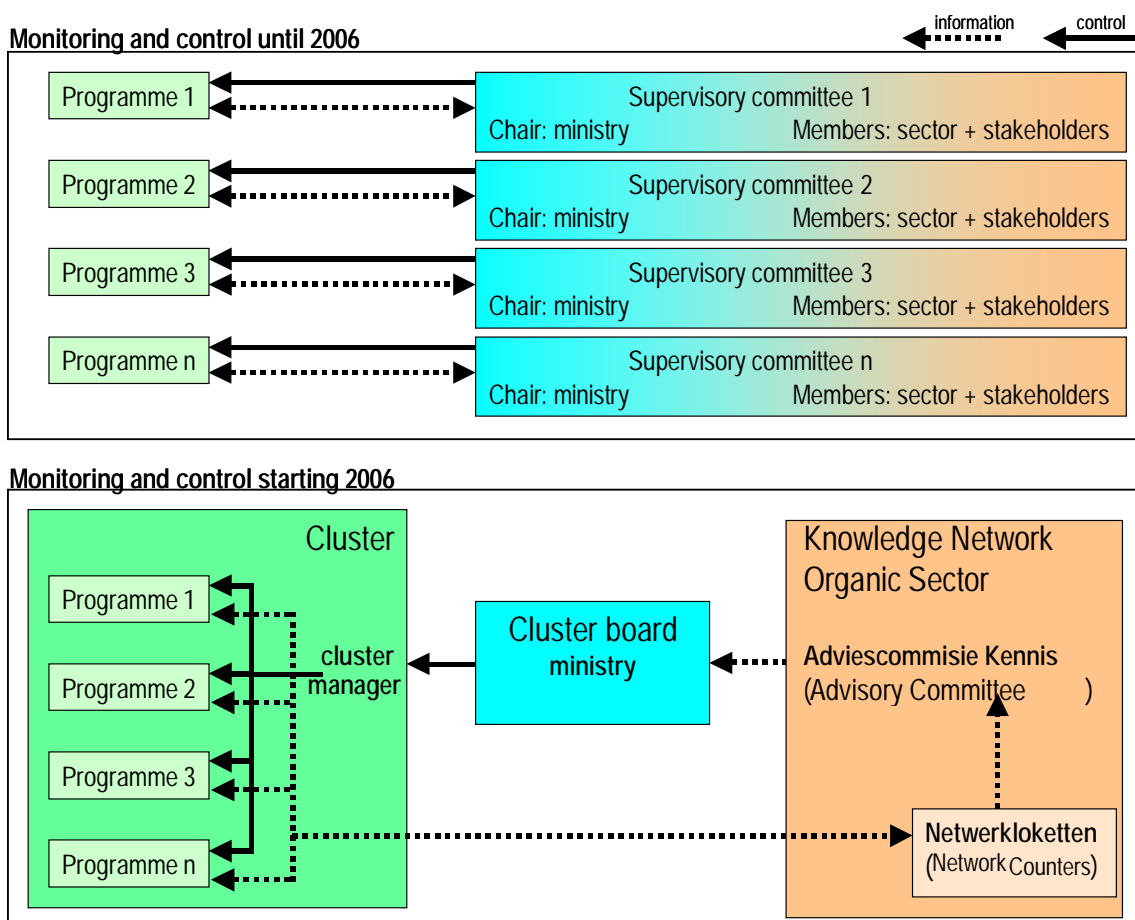 information control
Monitoring and control until 2006
Programme 1
Supervisory committee 1
Chair: ministry Members: sector + stakeholders
Programme 2
Supervisory committee 2
Chair: ministry Members: sector + stakeholders
Programme 3
Supervisory committee 3
Chair: ministry Members: sector + stakeholders
Programme n
Supervisory committee n
Chair: ministry Members: sector + stakeholders
Monitoring and control starting 2006
Cluster
Programme 1
Programme 2
Programme 3
Programme n
cluster
manager
Cluster board
ministry
Knowledge Network
Organic Sector
Adviescommisie Kennis
(Advisory Committee )
Netwerkloketten
(Network Counters)